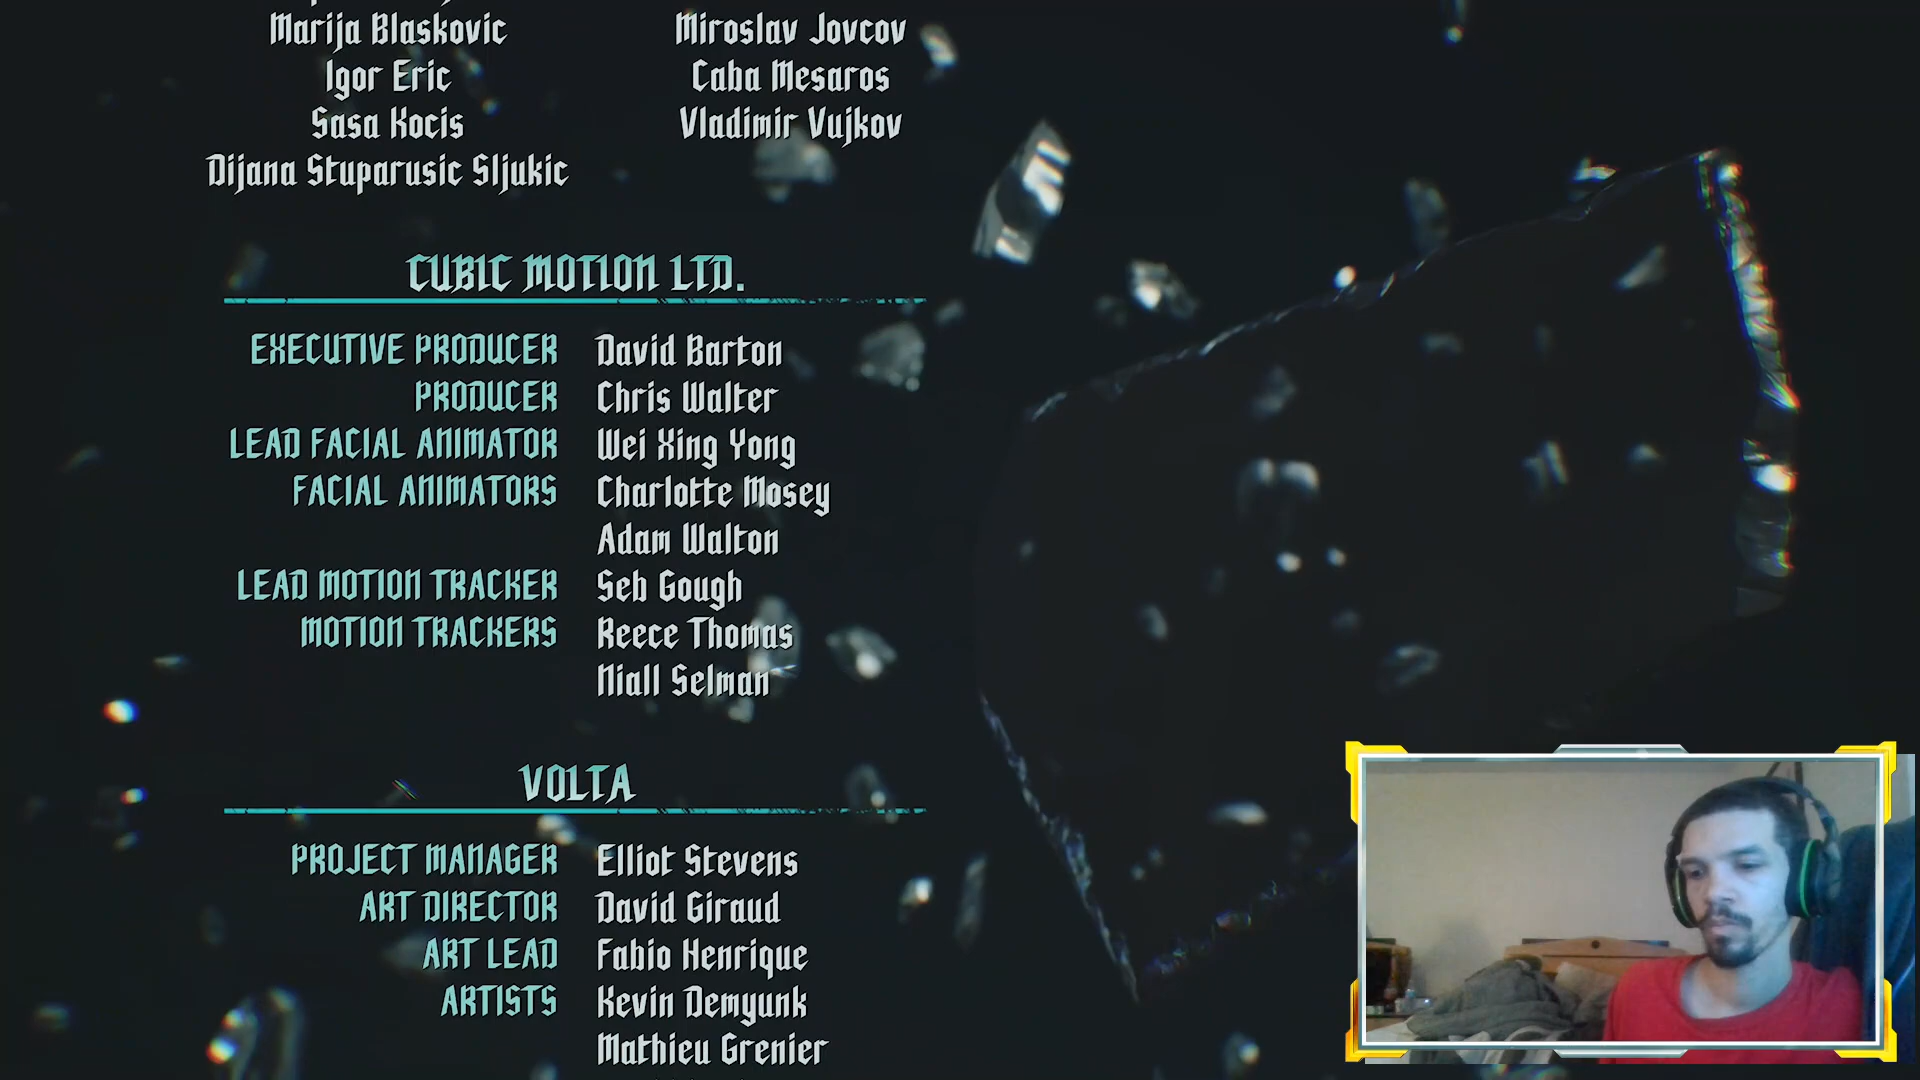 Marija Blaskovic Miroslav Jovcov
Igor Eric Caba Mesaros
Sasa Kocis Vladimir Vujkov
Dijana Stuparusic Sljukic
CUBIC MOTION LTD.
EXECUTIVE PRODUCER David Barton
PRODUCER Chris Walter
LEAD FACIAL ANIMATOR Wei Xing Yong
FACIAL ANIMATORS Charlotte Mosey
Adam Walton
LEAD MOTION TRACKER Seb Gough
MOTION TRACKERS Reece Thomas
Niall Selman
VOLTA
PROJECT MANAGER Elliot Stevens
ART DIRECTOR David Giraud
ART LEAD Fabio Henrique
ARTISTS Kevin Demyunk
Mathieu Grenier